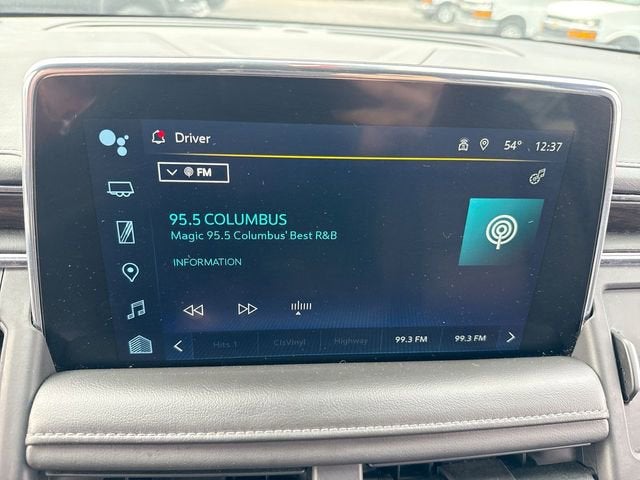 Driver
54° 12:37
FM
95.5 COLUMBUS
Magic 95.5 Columbus' Best R&B
INFORMATION
Hits 1 ClsVinyl Highway 99.3 FM 99.3 FM